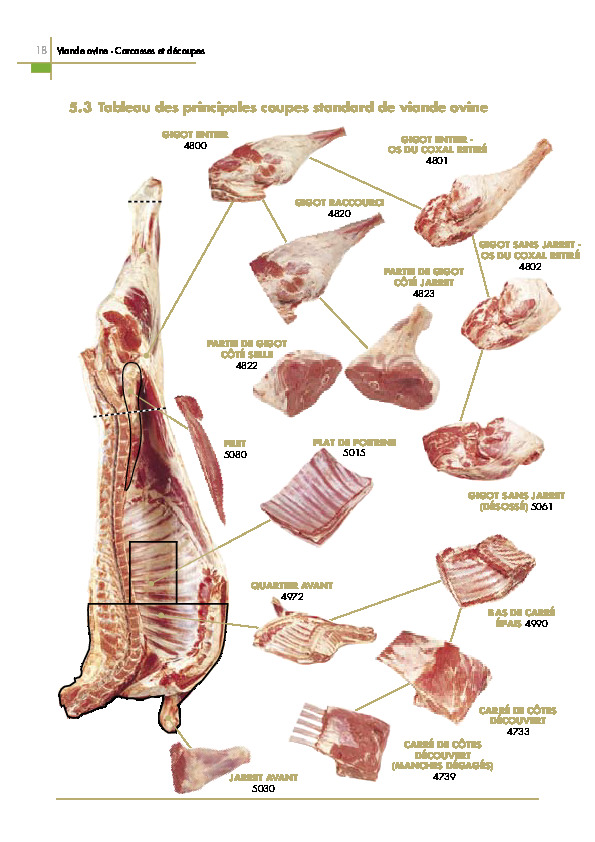 18 Viande ovine - Carcasses et découpes
5.3 Tableau des principales coupes standard de viande ovine
GIGOT ENTIER
4800
GIGOT ENTIER -
OS DU COXAL RETIRÉ
4801
GIGOT RACCOURCI
4820
GIGOT SANS JARRET -
OS DU COXAL RETIRÉ
4802
PARTIE DE GIGOT
CÔTÉ JARRET
4823
PARTIE DE GIGOT
CÔTÉ SELLE
4822
FILET
5080
PLAT DE POITRINE
5015
GIGOT SANS JARRET
(DÉSOSSÉ) 5061
QUARTIER AVANT
4972
BAS DE CARRÉ
ÉPAIS 4990
CARRÉ DE CÔTES
DÉCOUVERT
4733
CARRÉ DE CÔTES
DÉCOUVERT
(MANCHES DÉGAGÉS)
4739
JARRET AVANT
5030